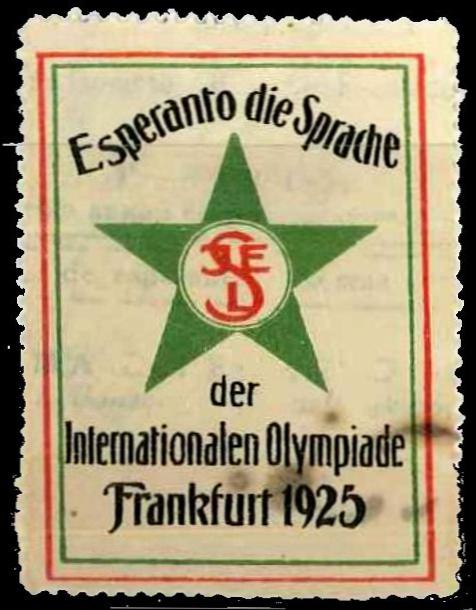 Esperanto die Sprache
der
Internationalen Olympiade
Frankfurt 1925